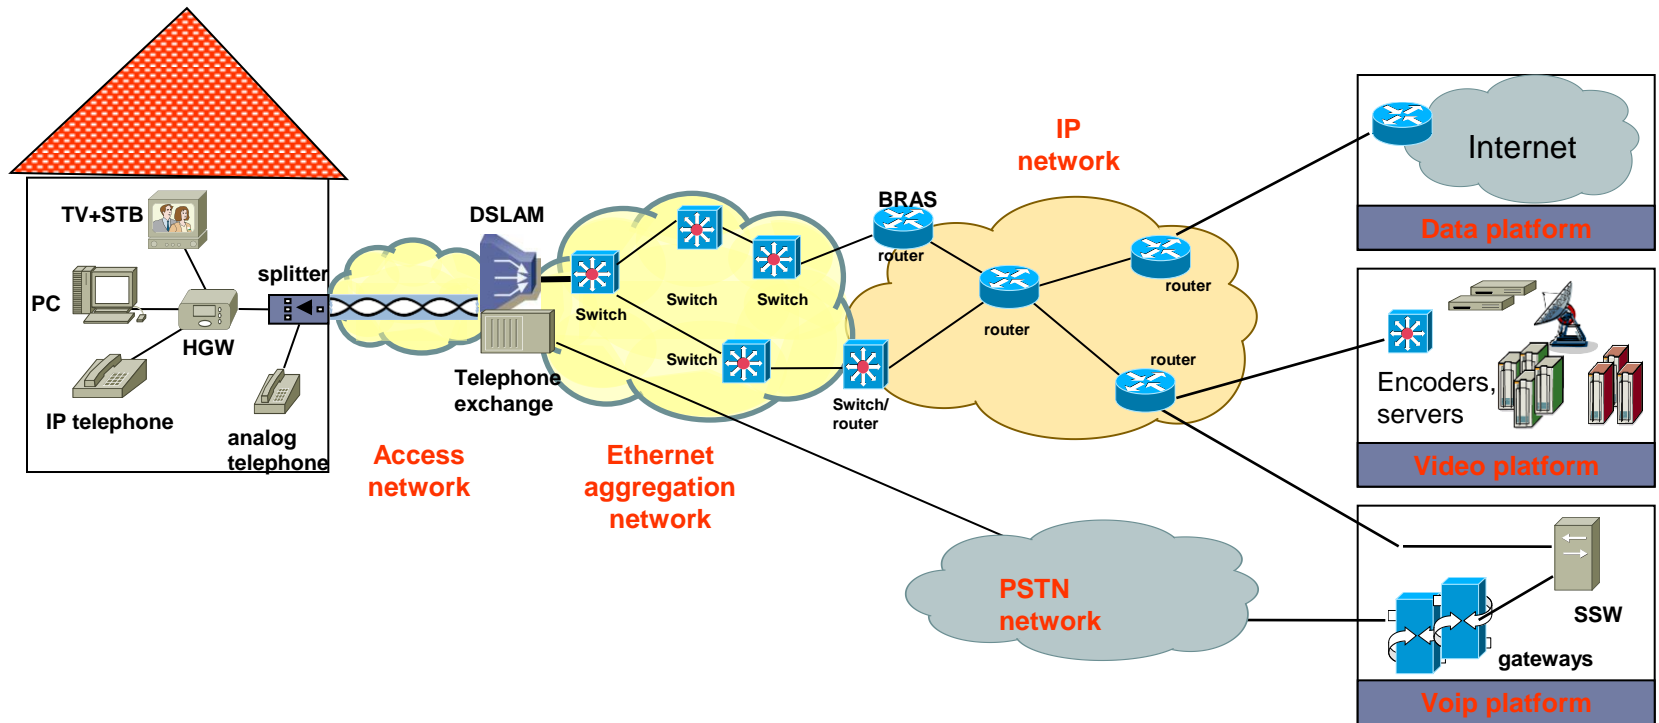 TV+STB
PC
HGW
IP telephone
splitter
analog
telephone
Access
network
DSLAM
Telephone
exchange
Switch
Switch
Switch
Switch
Ethernet
aggregation
network
BRAS
router
Switch/
router
IP
network
router
router
router
PSTN
network
Internet
Data platform
Encoders,
servers
Video platform
SSW
gateways
Voip platform